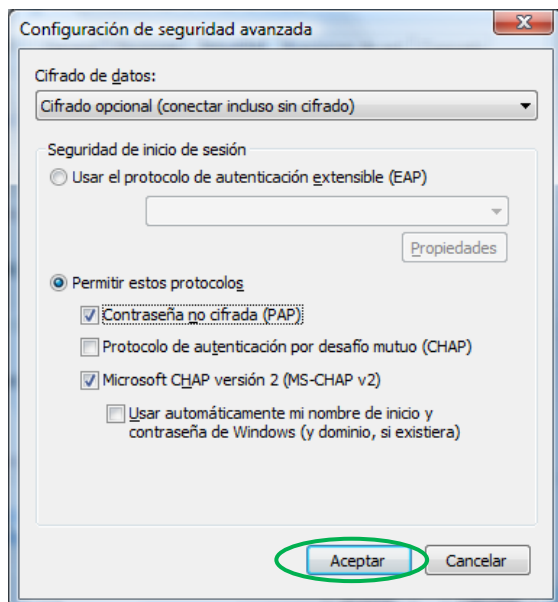 Configuración de seguridad avanzada
Cifrado de datos:
Cifrado opcional (conectar incluso sin cifrado)
Seguridad de inicio de sesión
Usar el protocolo de autenticación extensible (EAP)
Propiedades
Permitir estos protocolos
Contraseña no cifrada (PAP)
Protocolo de autenticación por desafío mutuo (CHAP)
Microsoft CHAP versión 2 (MS-CHAP v2)
Usar automáticamente mi nombre de inicio y
contraseña de Windows (y dominio, si existiera)
Aceptar Cancelar